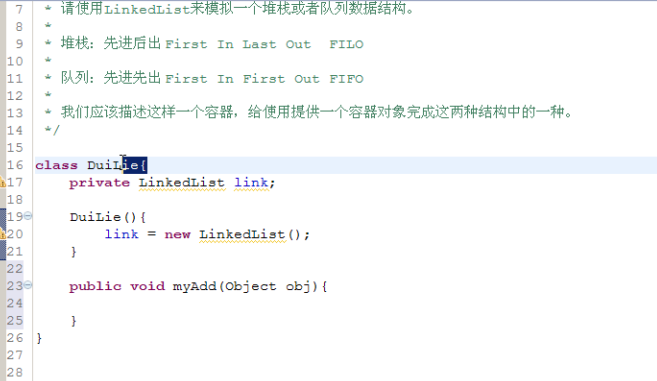 7 * 请使用LinkedList来模拟一个堆栈或者队列数据结构。
8 *
9 * 堆栈：先进后出 First In Last Out  FILO
10 *
11 * 队列：先进先出 First In First Out FIFO
12 *
13 * 我们应该描述这样一个容器，给使用提供一个容器对象完成这两种结构中的一种。
14 */
15
16 class DuiLie{
17 private LinkedList link;
18
19 DuiLie(){
20 link = new LinkedList();
21 }
22
23 public void myAdd(Object obj){
24
25 }
26 }
27
28